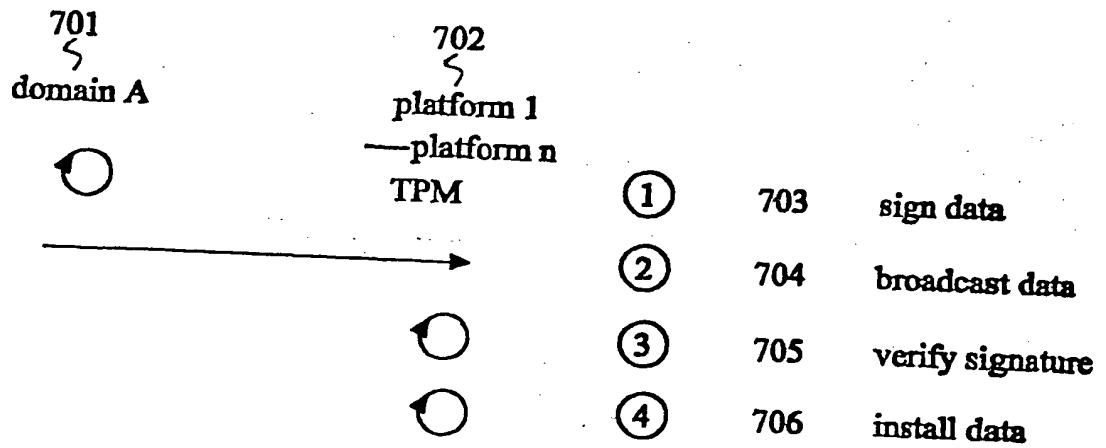 701
domain A
702
platform 1
platform n
TPM
1 703 sign data
2 704 broadcast data
3 705 verify signature
4 706 install data